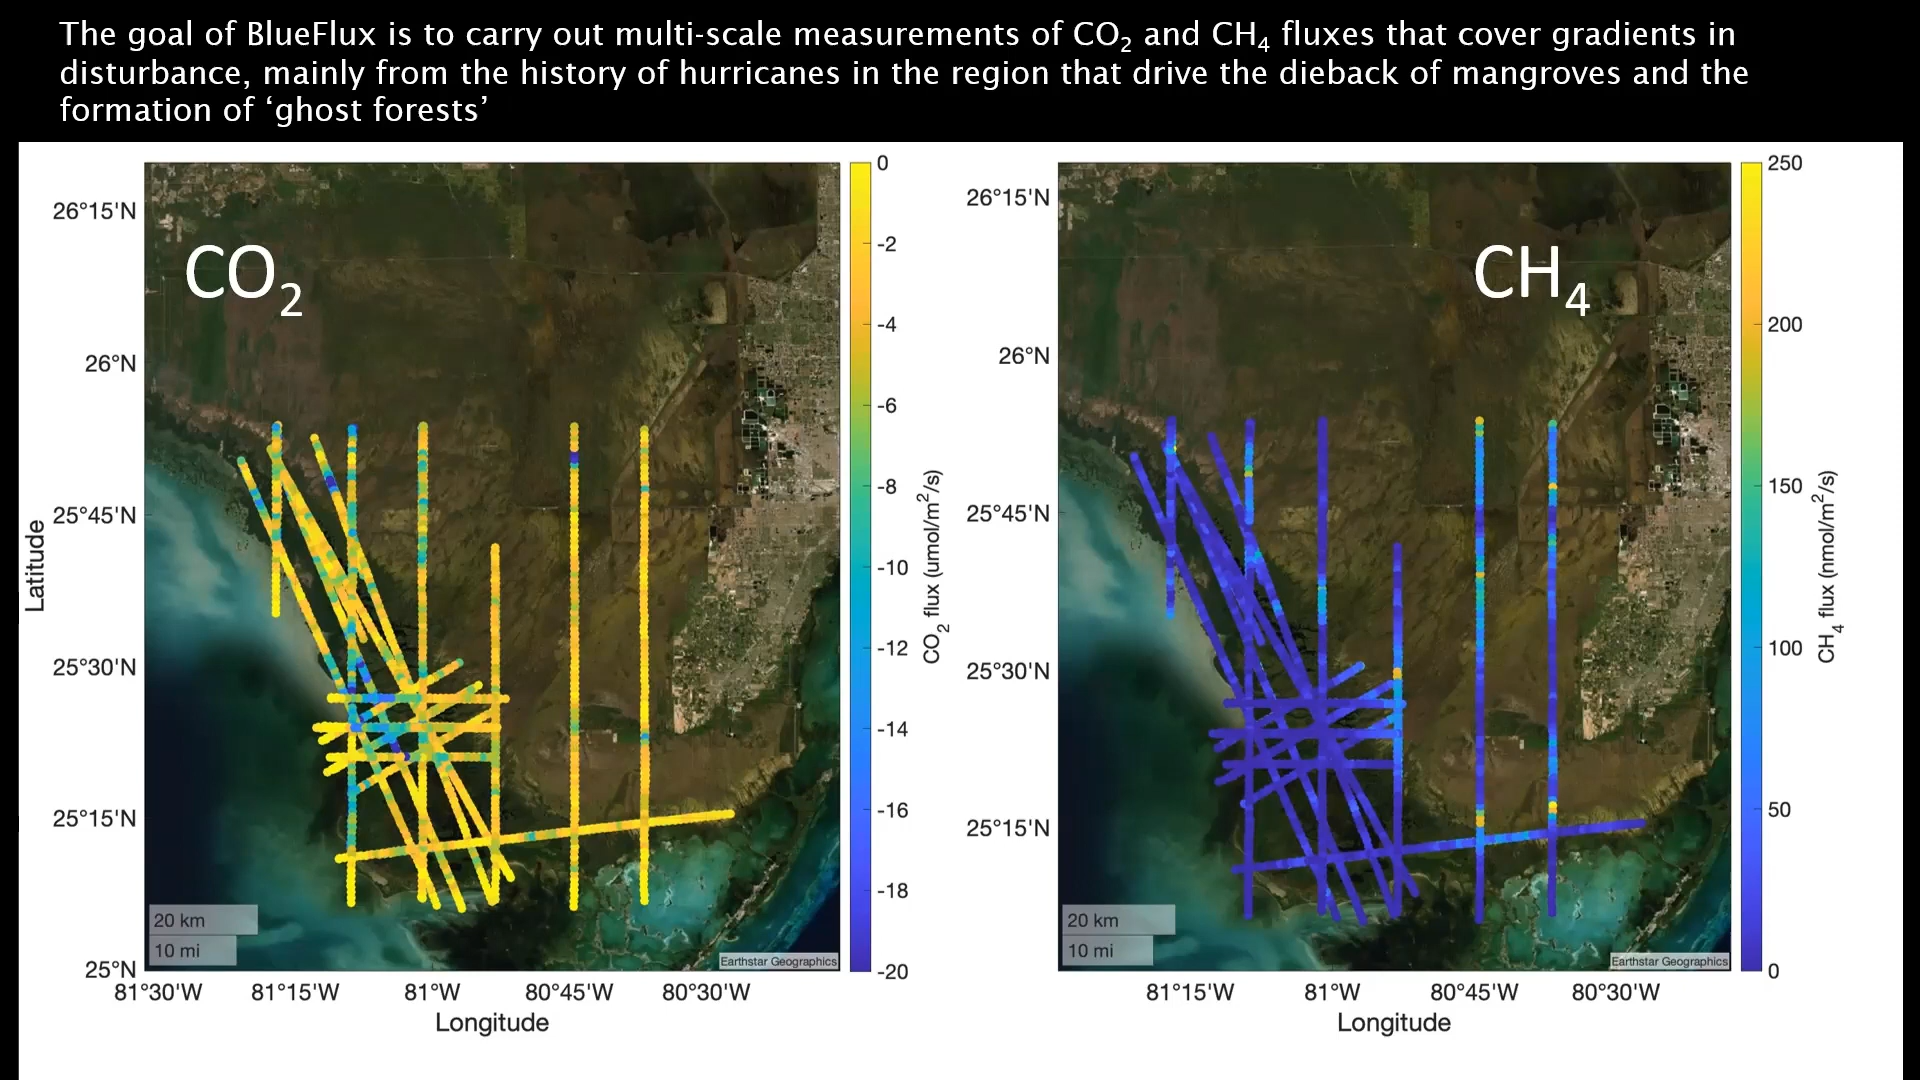 The goal of BlueFlux is to carry out multi-scale measurements of CO₂ and CH₄ fluxes that cover gradients in
disturbance, mainly from the history of hurricanes in the region that drive the dieback of mangroves and the
formation of ‘ghost forests’
CO₂
26°15'N
26°N
25°45'N
25°30'N
25°15'N
25°N
Latitude
81°30'W
81°15'W
81°W
80°45'W
80°30'W
Longitude
20 km
10 mi
Earthstar Geographics
0
-2
-4
-6
-8
-10
-12
-14
-16
-18
-20
CO₂ flux (umol/m²/s)
CH₄
26°15'N
26°N
25°45'N
25°30'N
25°15'N
81°15'W
81°W
80°45'W
80°30'W
Longitude
20 km
10 mi
Earthstar Geographics
250
200
150
100
50
0
CH₄ flux (nmol/m²/s)